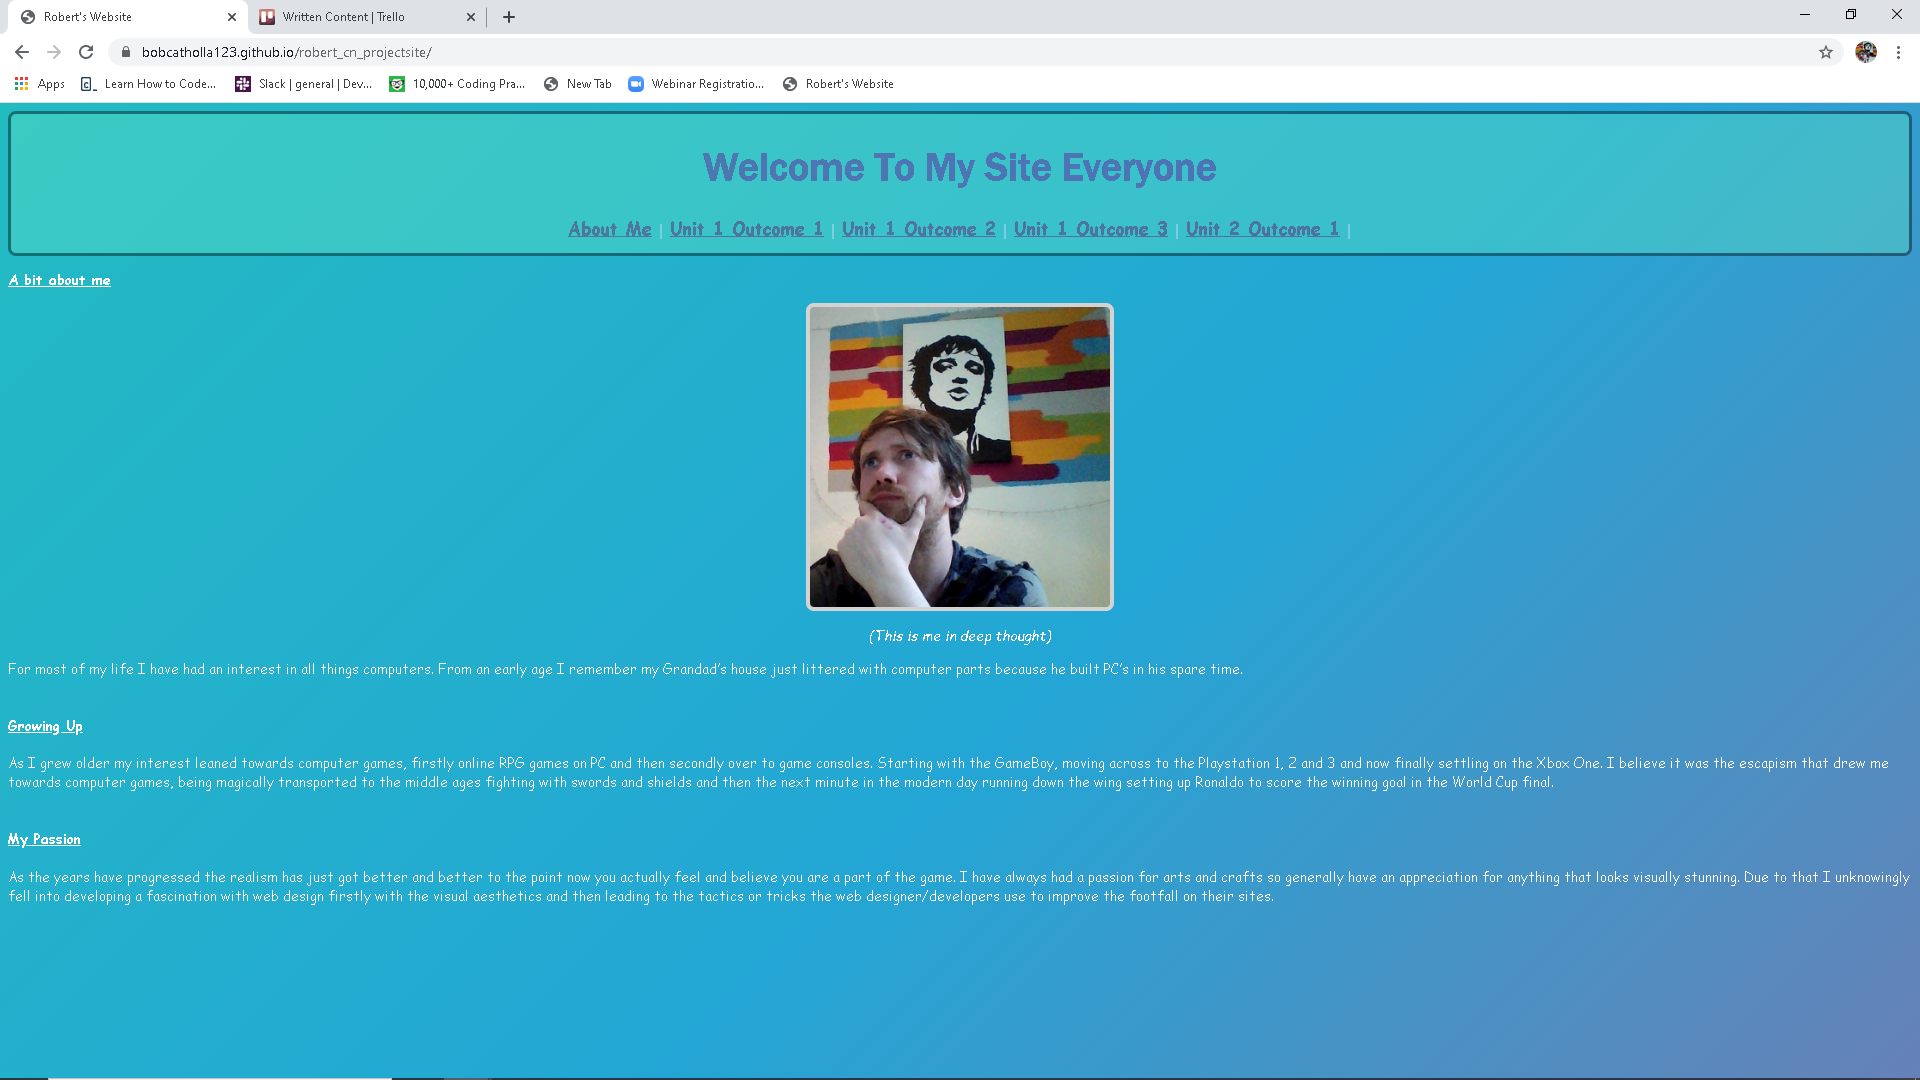 Robert's Website
Written Content | Trello
bobcatholla123.github.io/robert_cn_projectsite/
Apps
Learn How to Code...
Slack | general | Dev...
10,000+ Coding Pra...
New Tab
Webinar Registratio...
Robert's Website
Welcome To My Site Everyone
About Me | Unit 1 Outcome 1 | Unit 1 Outcome 2 | Unit 1 Outcome 3 | Unit 2 Outcome 1 |
A bit about me
(This is me in deep thought)
For most of my life I have had an interest in all things computers. From an early age I remember my Grandad's house just littered with computer parts because he built PC's in his spare time.
Growing Up
As I grew older my interest leaned towards computer games, firstly online RPG games on PC and then secondly over to game consoles. Starting with the GameBoy, moving across to the Playstation 1, 2 and 3 and now finally settling on the Xbox One. I believe it was the escapism that drew me
towards computer games, being magically transported to the middle ages fighting with swords and shields and then the next minute in the modern day running down the wing setting up Ronaldo to score the winning goal in the World Cup final.
My Passion
As the years have progressed the realism has just got better and better to the point now you actually feel and believe you are a part of the game. I have always had a passion for arts and crafts so generally have an appreciation for anything that looks visually stunning. Due to that I unknowingly
fell into developing a fascination with web design firstly with the visual aesthetics and then leading to the tactics or tricks the web designer/developers use to improve the footfall on their sites.